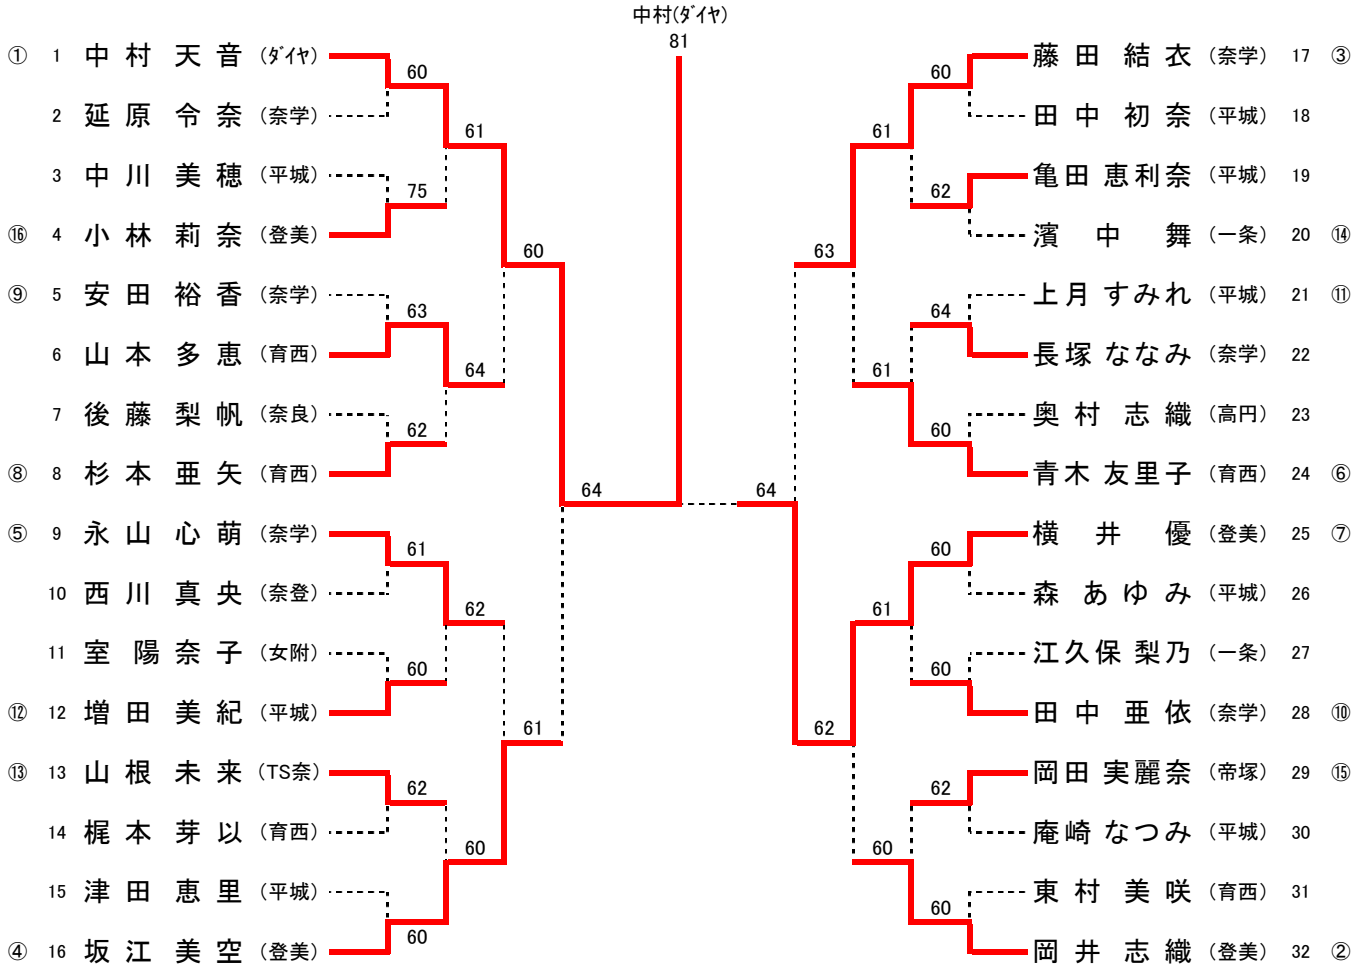 中村(ダイヤ)
81
① 1 中村 天音 (ダイヤ)
60
2 延原 令奈 (奈学)
61
3 中川 美穂 (平城)
75
⑯ 4 小林 莉奈 (登美)
60
⑨ 5 安田 裕香 (奈学)
63
6 山本 多恵 (育西)
64
7 後藤 梨帆 (奈良)
62
⑧ 8 杉本 亜矢 (育西)
64
⑤ 9 永山 心萌 (奈学)
61
10 西川 真央 (奈登)
62
11 室 陽奈子 (女附)
60
⑫ 12 増田 美紀 (平城)
61
⑬ 13 山根 未来 (TS奈)
62
14 梶本 芽以 (育西)
60
15 津田 恵里 (平城)
60
④ 16 坂江 美空 (登美)
藤田 結衣 (奈学) 17 ③
60
田中 初奈 (平城) 18
61
亀田 恵利奈 (平城) 19
62
濱中 舞 (一条) 20 ⑭
63
上月 すみれ (平城) 21 ⑪
64
長塚 ななみ (奈学) 22
61
奥村 志織 (高円) 23
60
青木 友里子 (育西) 24 ⑥
64
横井 優 (登美) 25 ⑦
60
森 あゆみ (平城) 26
61
江久保 梨乃 (一条) 27
60
田中 亜依 (奈学) 28 ⑩
62
岡田 実麗奈 (帝塚) 29 ⑮
62
庵崎 なつみ (平城) 30
60
東村 美咲 (育西) 31
60
岡井 志織 (登美) 32 ②